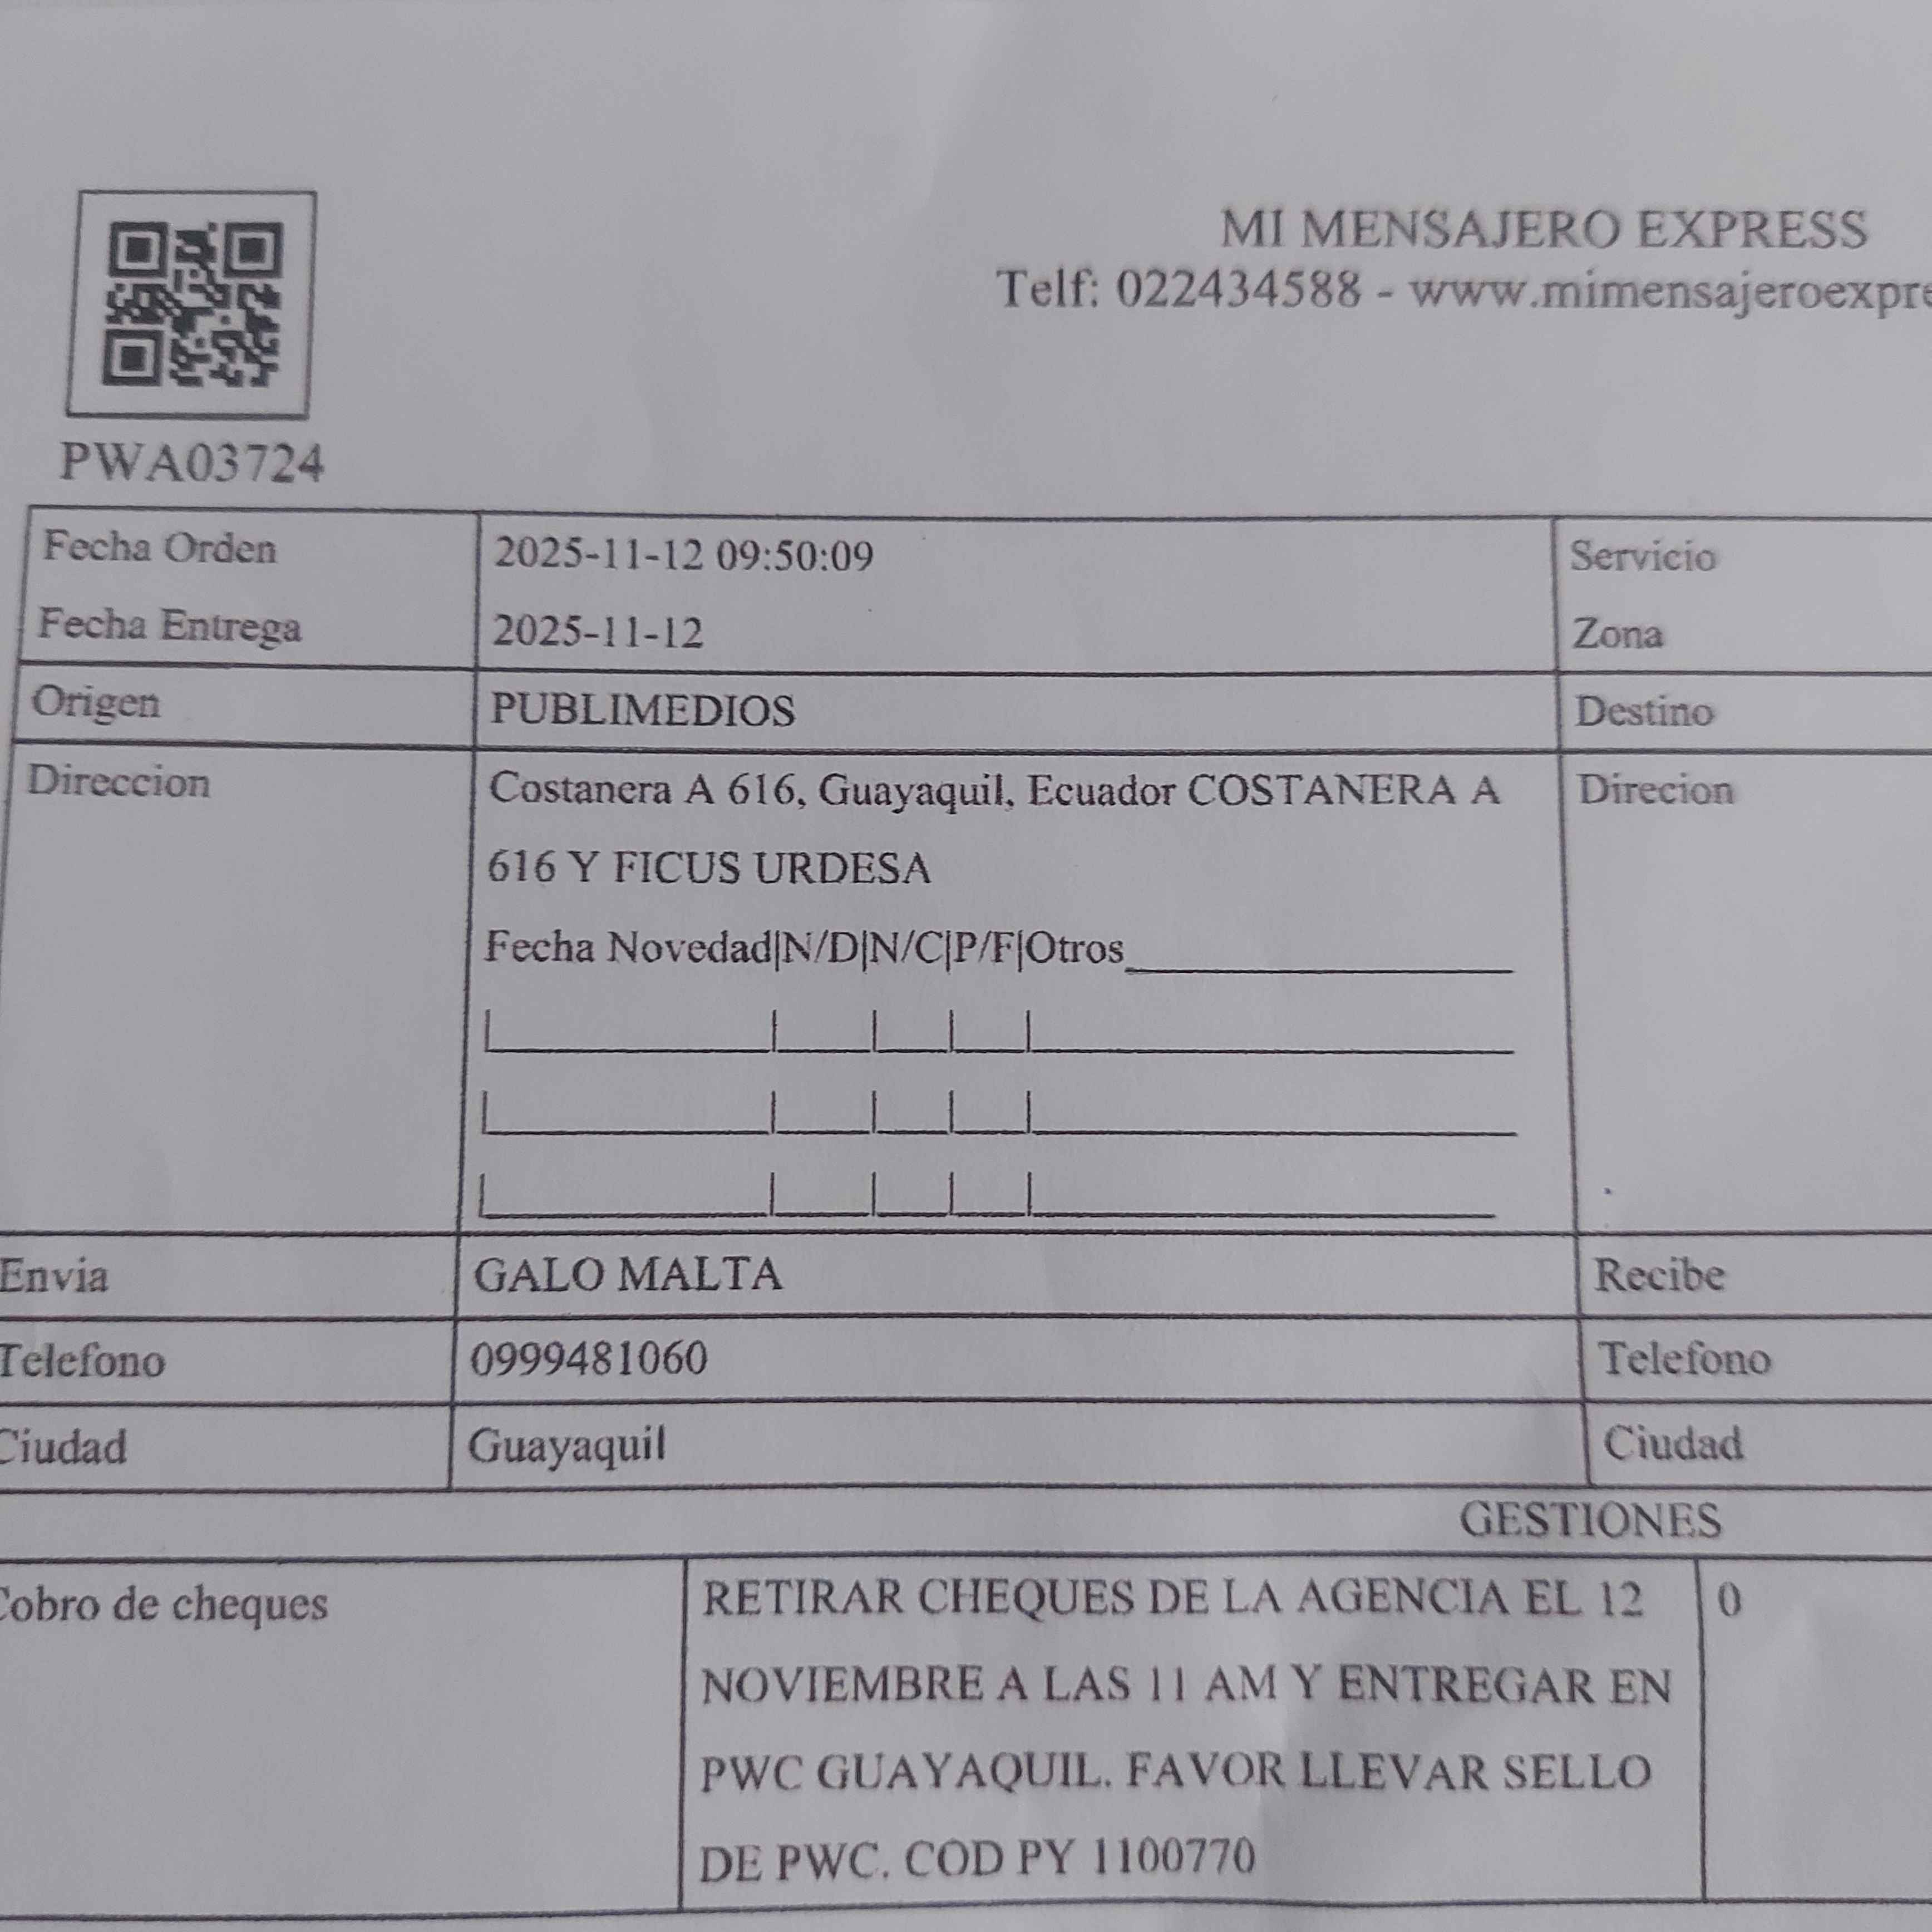 MI MENSAJERO EXPRESS
Telf: 022434588 - www.mimensajeroexpre
PWA03724
Fecha Orden 2025-11-12 09:50:09 Servicio
Fecha Entrega 2025-11-12 Zona
Origen PUBLIMEDIOS Destino
Direccion Costanera A 616, Guayaquil, Ecuador COSTANERA A Direcion
616 Y FICUS URDESA
Fecha Novedad|N/D|N/C|P/F|Otros
Envia GALO MALTA Recibe
Telefono 0999481060 Telefono
Ciudad Guayaquil Ciudad
GESTIONES
Cobro de cheques RETIRAR CHEQUES DE LA AGENCIA EL 12 0
NOVIEMBRE A LAS 11 AM Y ENTREGAR EN
PWC GUAYAQUIL. FAVOR LLEVAR SELLO
DE PWC. COD PY 1100770